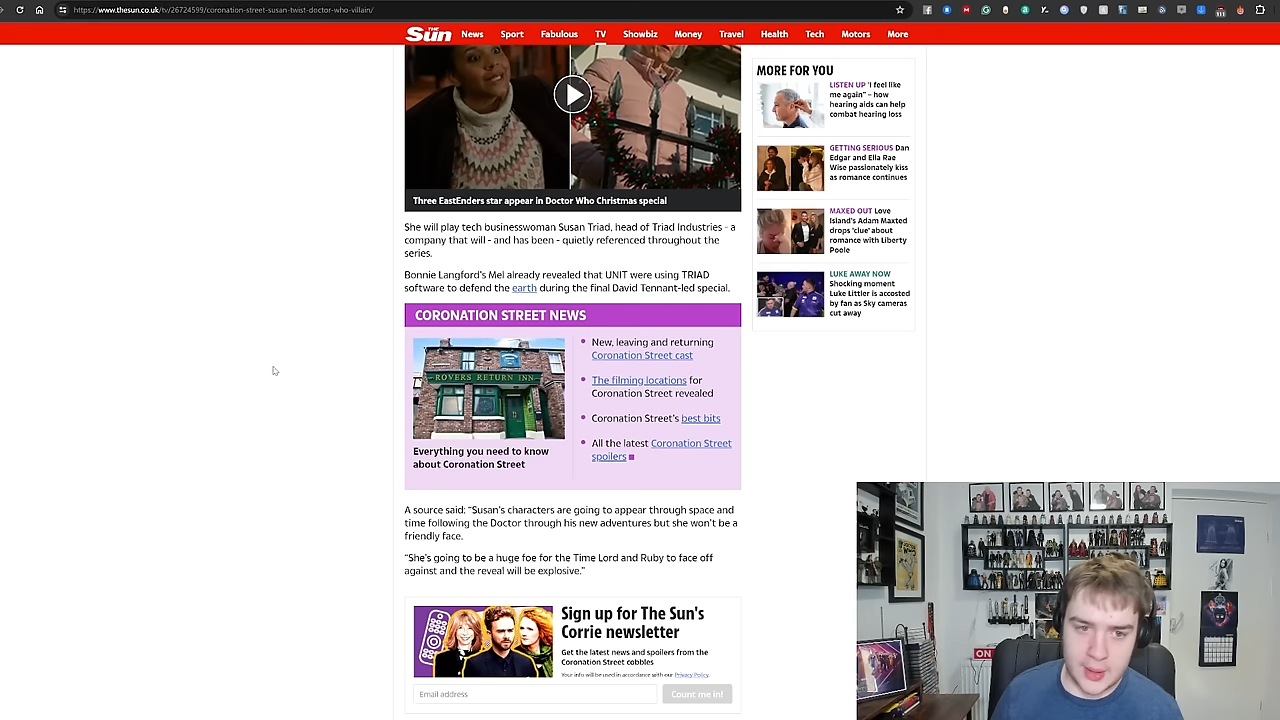 https://www.thesun.co.uk/tv/26724599/coronation-street-susan-twist-doctor-who-villain/
THE Sun
News Sport Fabulous TV Showbiz Money Travel Health Tech Motors More
Three EastEnders star appear in Doctor Who Christmas special
She will play tech businesswoman Susan Triad, head of Triad Industries - a
company that will - and has been - quietly referenced throughout the
series.
Bonnie Langford's Mel already revealed that UNIT were using TRIAD
software to defend the earth during the final David Tennant-led special.
CORONATION STREET NEWS
ROVERS RETURN INN
Everything you need to know
about Coronation Street
New, leaving and returning
Coronation Street cast
The filming locations for
Coronation Street revealed
Coronation Street's best bits
All the latest Coronation Street
spoilers
A source said: “Susan's characters are going to appear through space and
time following the Doctor through his new adventures but she won't be a
friendly face.
“She's going to be a huge foe for the Time Lord and Ruby to face off
against and the reveal will be explosive.”
Sign up for The Sun's
Corrie newsletter
Get the latest news and spoilers from the
Coronation Street cobbles
Your info will be used in accordance with our Privacy Policy.
Email address
Count me in!
MORE FOR YOU
LISTEN UP 'I feel like
me again” – how
hearing aids can help
combat hearing loss
GETTING SERIOUS Dan
Edgar and Ella Rae
Wise passionately kiss
as romance continues
MAXED OUT Love
Island's Adam Maxted
drops 'clue' about
romance with Liberty
Poole
LUKE AWAY NOW
Shocking moment
Luke Littler is accosted
by fan as Sky cameras
cut away
ON